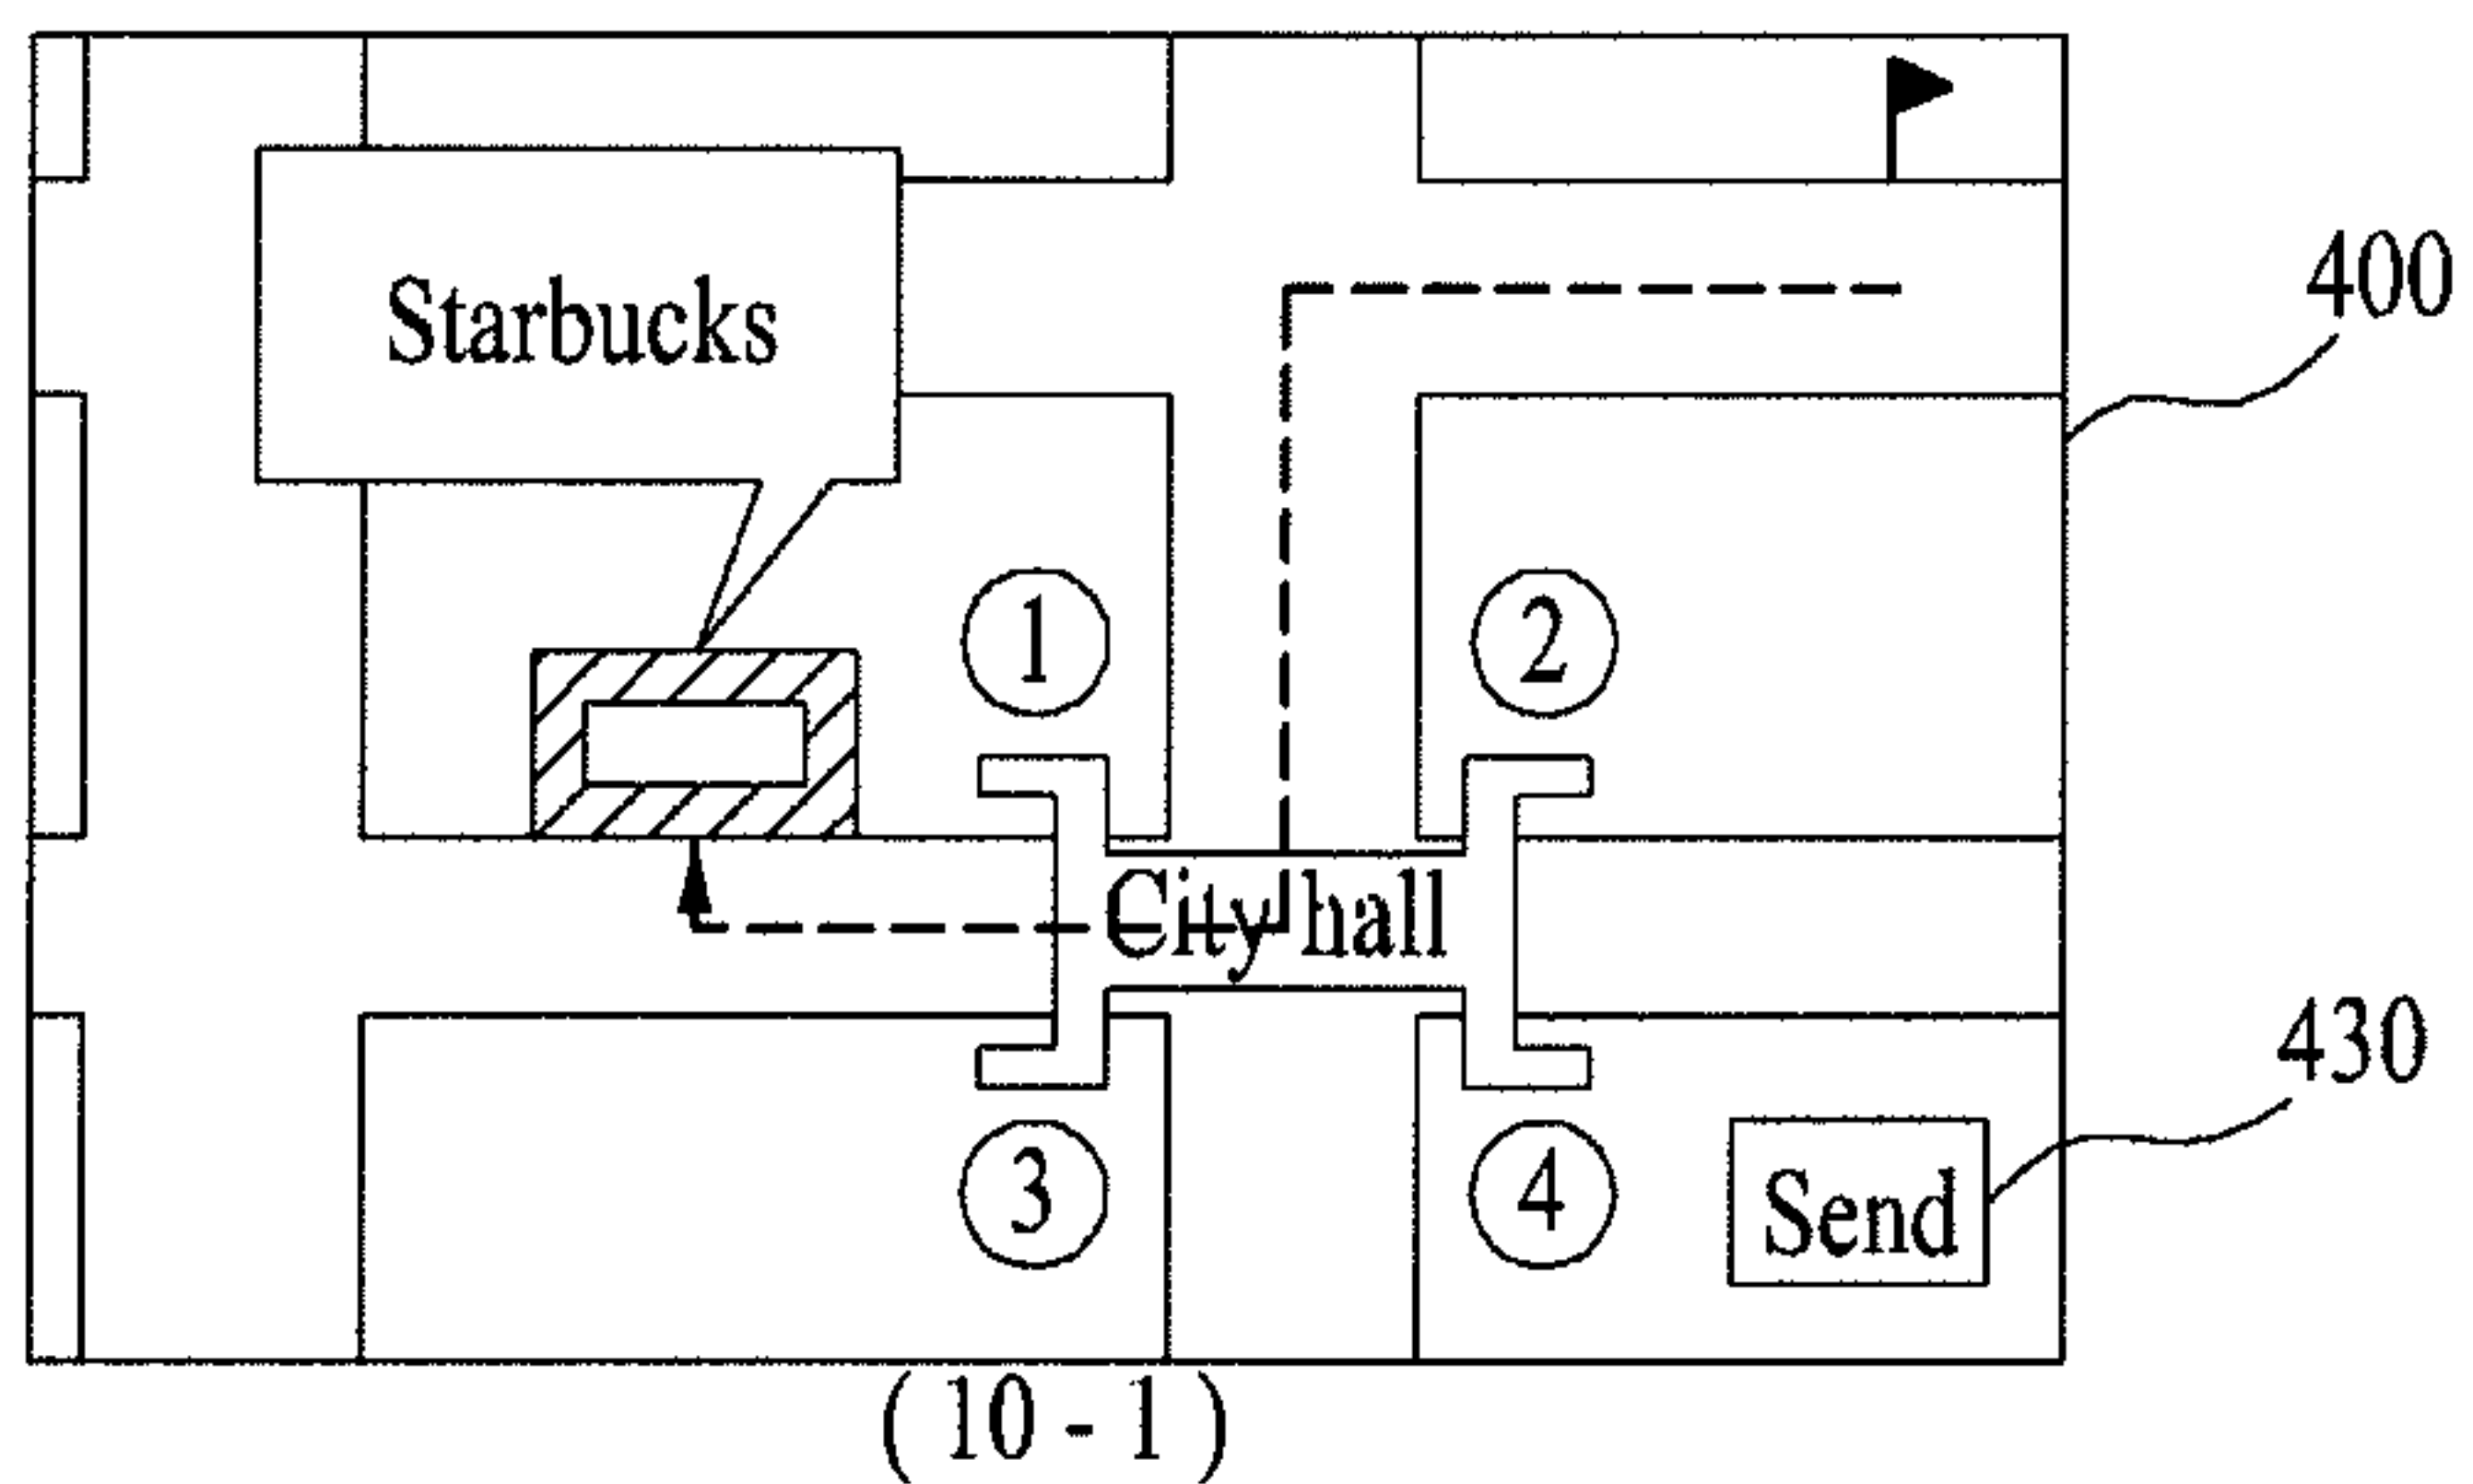 Starbucks
400
①
②
City hall
430
③
④
Send
( 10 - 1 )